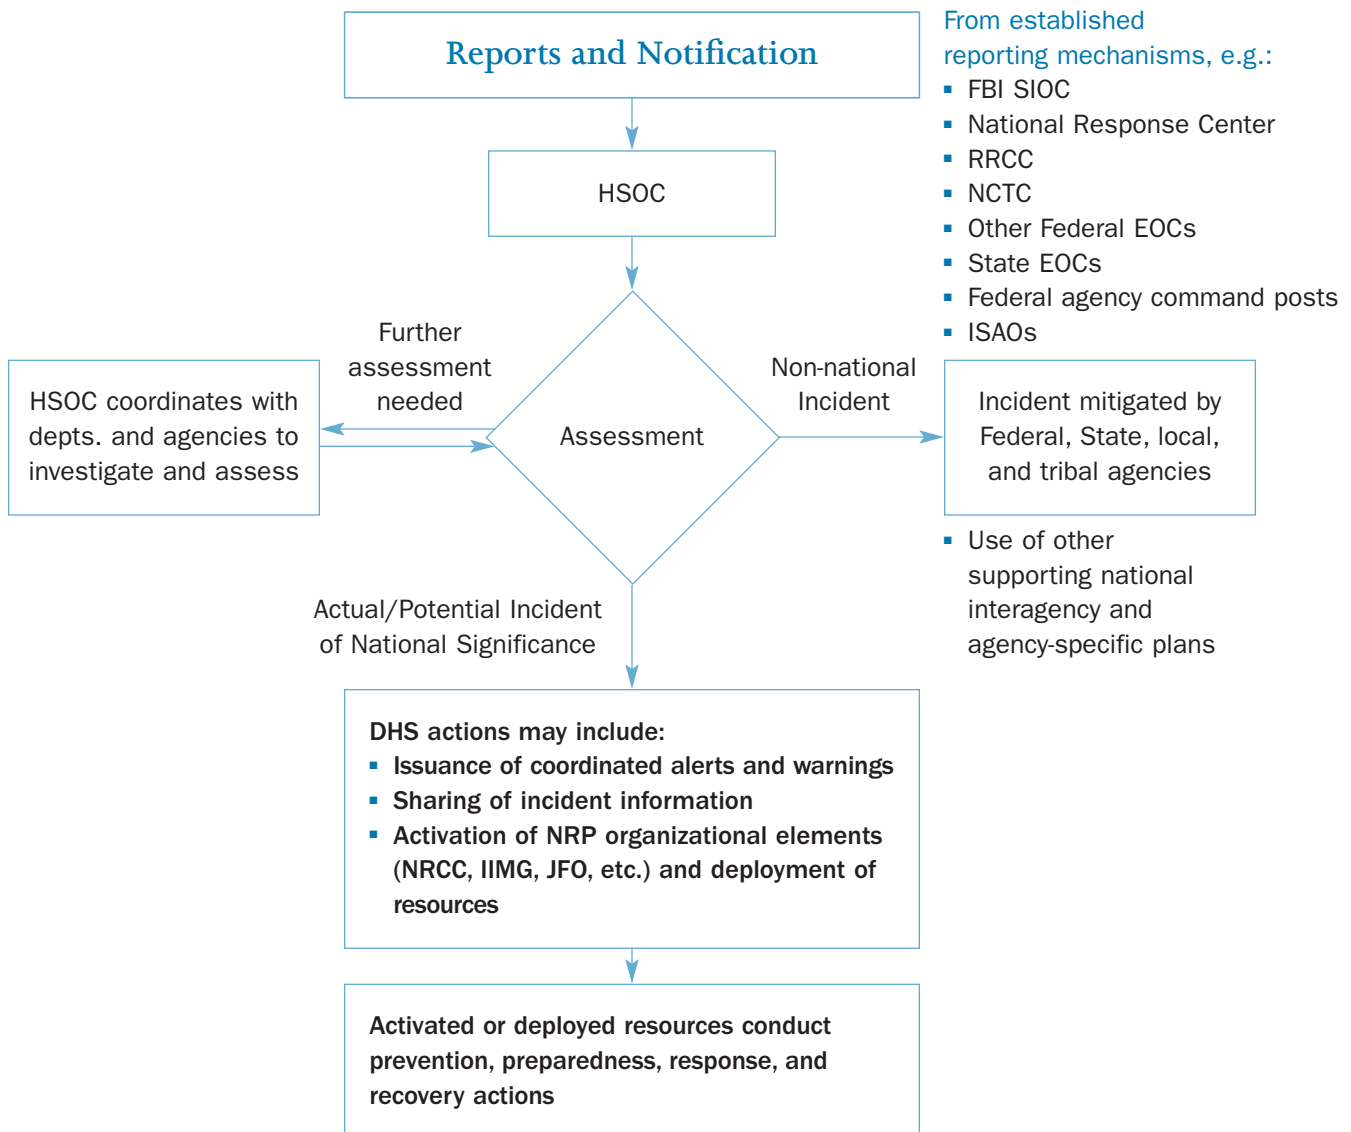 Reports and Notification
From established
reporting mechanisms, e.g.:
▪ FBI SIOC
▪ National Response Center
▪ RRCC
▪ NCTC
▪ Other Federal EOCs
▪ State EOCs
▪ Federal agency command posts
▪ ISAOs
HSOC
Further
assessment
needed
HSOC coordinates with
depts. and agencies to
investigate and assess
Assessment
Non-national
Incident
Incident mitigated by
Federal, State, local,
and tribal agencies
▪ Use of other
supporting national
interagency and
agency-specific plans
Actual/Potential Incident
of National Significance
DHS actions may include:
▪ Issuance of coordinated alerts and warnings
▪ Sharing of incident information
▪ Activation of NRP organizational elements
(NRCC, IIMG, JFO, etc.) and deployment of
resources
Activated or deployed resources conduct
prevention, preparedness, response, and
recovery actions